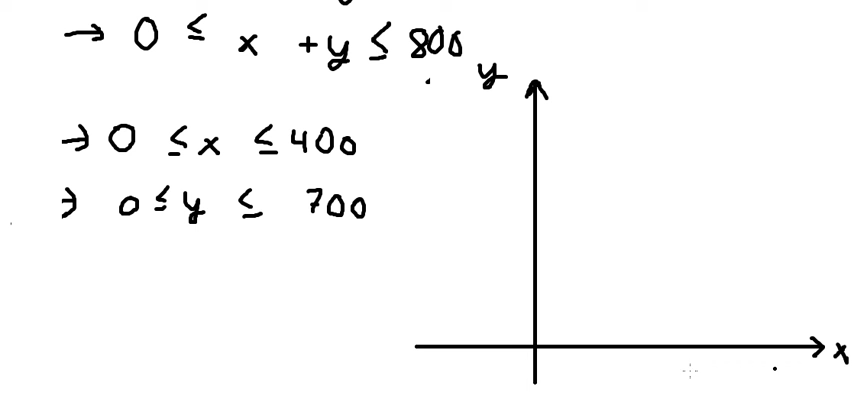 → 0 ≤ x + y ≤ 800
y
→ 0 ≤ x ≤ 400
→ 0 ≤ y ≤ 700
x